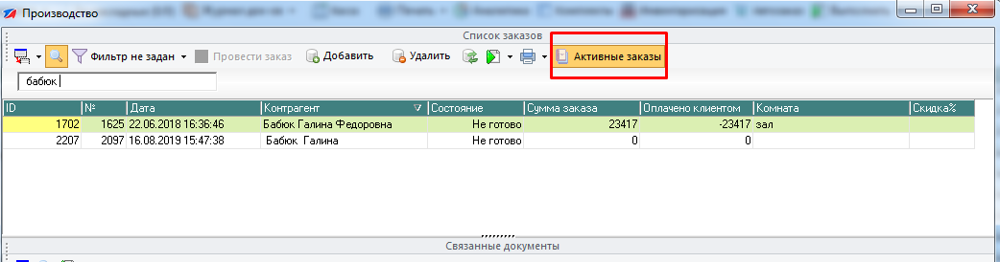 Производство
Список заказов
Фильтр не задан Провести заказ Добавить Удалить Активные заказы
бабюк
ID № Дата Контрагент Состояние Сумма заказа Оплачено клиентом Комната Скидка%
1702 1625 22.06.2018 16:36:46 Бабюк Галина Федоровна Не готово 23417 -23417 зал
2207 2097 16.08.2019 15:47:38 Бабюк Галина Не готово 0 0
Связанные документы